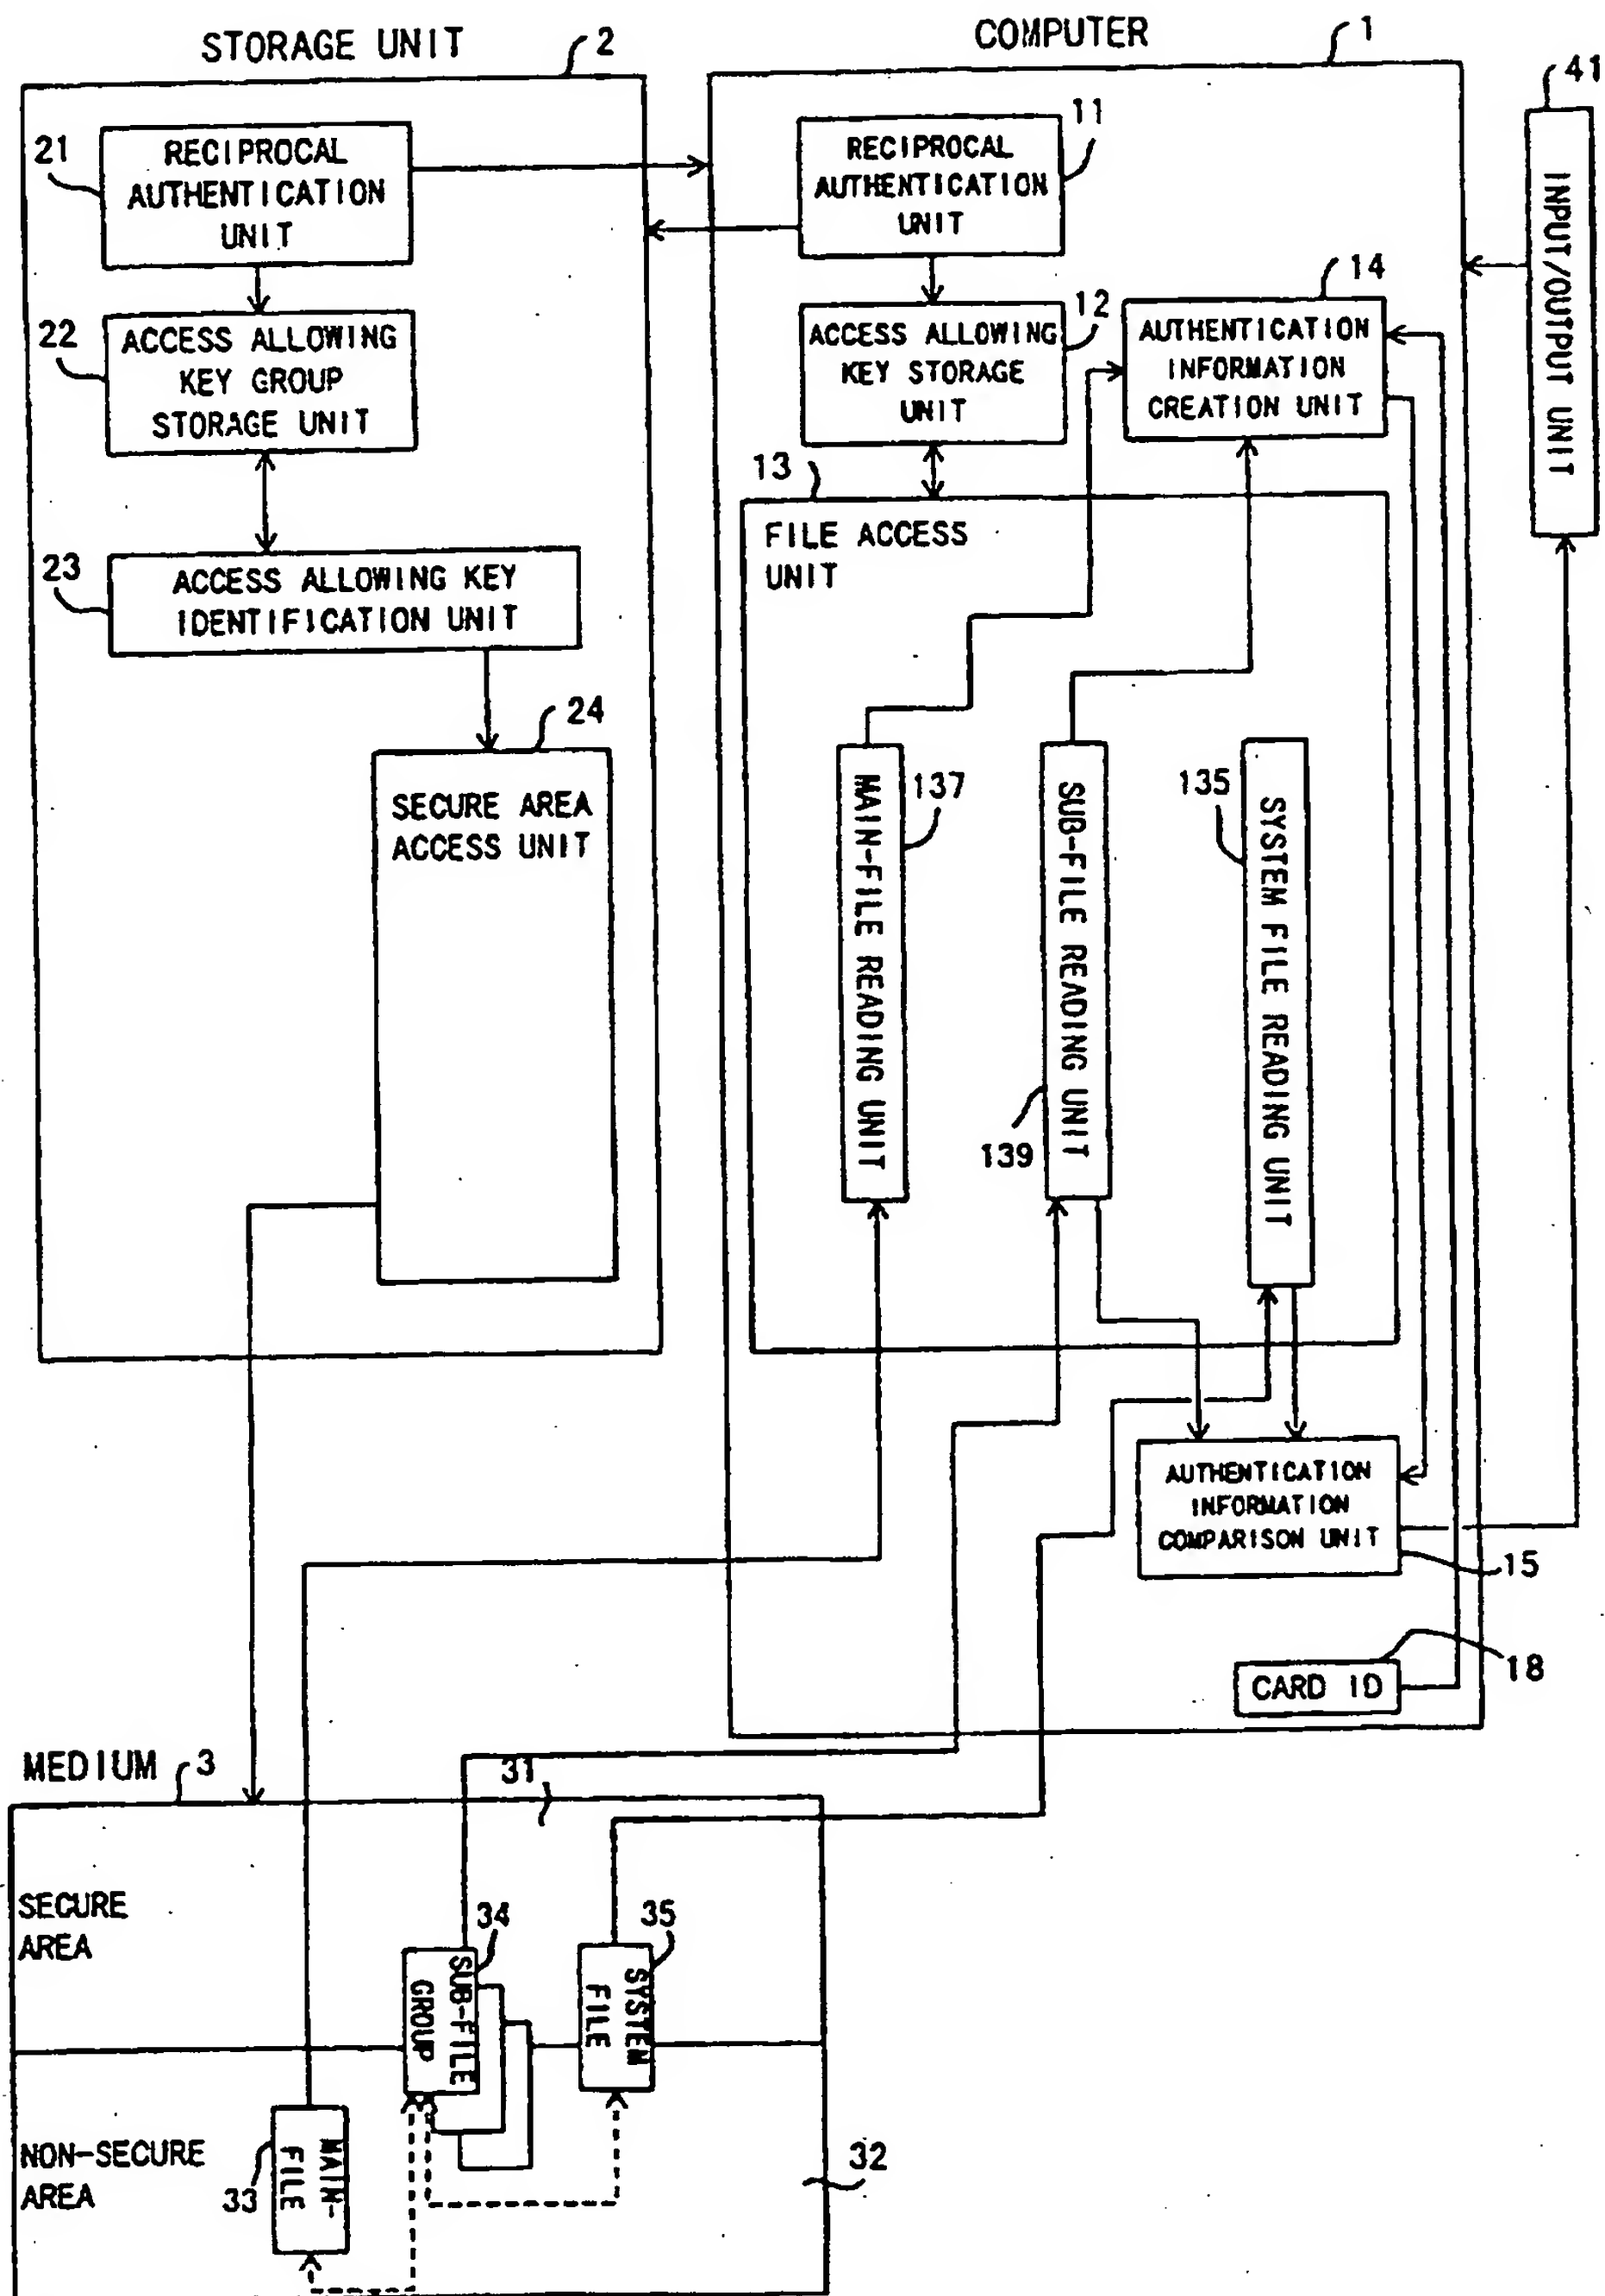 STORAGE UNIT
2
COMPUTER
1
41
INPUT/OUTPUT UNIT
21
RECIPROCAL
AUTHENTICATION
UNIT
11
RECIPROCAL
AUTHENTICATION
UNIT
22
ACCESS ALLOWING
KEY GROUP
STORAGE UNIT
12
ACCESS ALLOWING
KEY STORAGE
UNIT
14
AUTHENTICATION
INFORMATION
CREATION UNIT
23
ACCESS ALLOWING KEY
IDENTIFICATION UNIT
13
FILE ACCESS
UNIT
24
SECURE AREA
ACCESS UNIT
MAIN-FILE READING UNIT
137
SUB-FILE READING UNIT
139
135
SYSTEM FILE READING UNIT
AUTHENTICATION
INFORMATION
COMPARISON UNIT
15
CARD ID
18
MEDIUM
3
31
SECURE
AREA
34
SUB-FILE
GROUP
35
SYSTEM
FILE
NON-SECURE
AREA
33
MAIN-
FILE
32